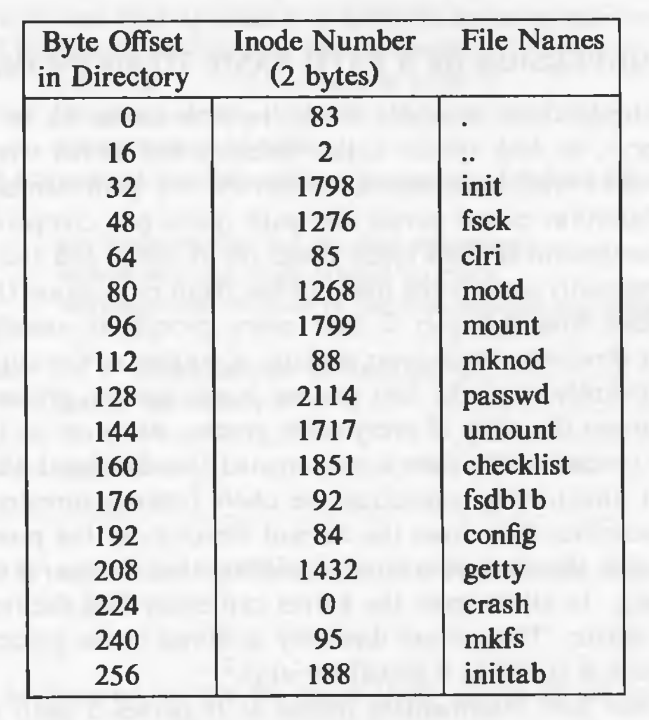 Byte Offset in Directory Inode Number (2 bytes) File Names
0 83 .
16 2 ..
32 1798 init
48 1276 fsck
64 85 clri
80 1268 motd
96 1799 mount
112 88 mknod
128 2114 passwd
144 1717 umount
160 1851 checklist
176 92 fsdb1b
192 84 config
208 1432 getty
224 0 crash
240 95 mkfs
256 188 inittab